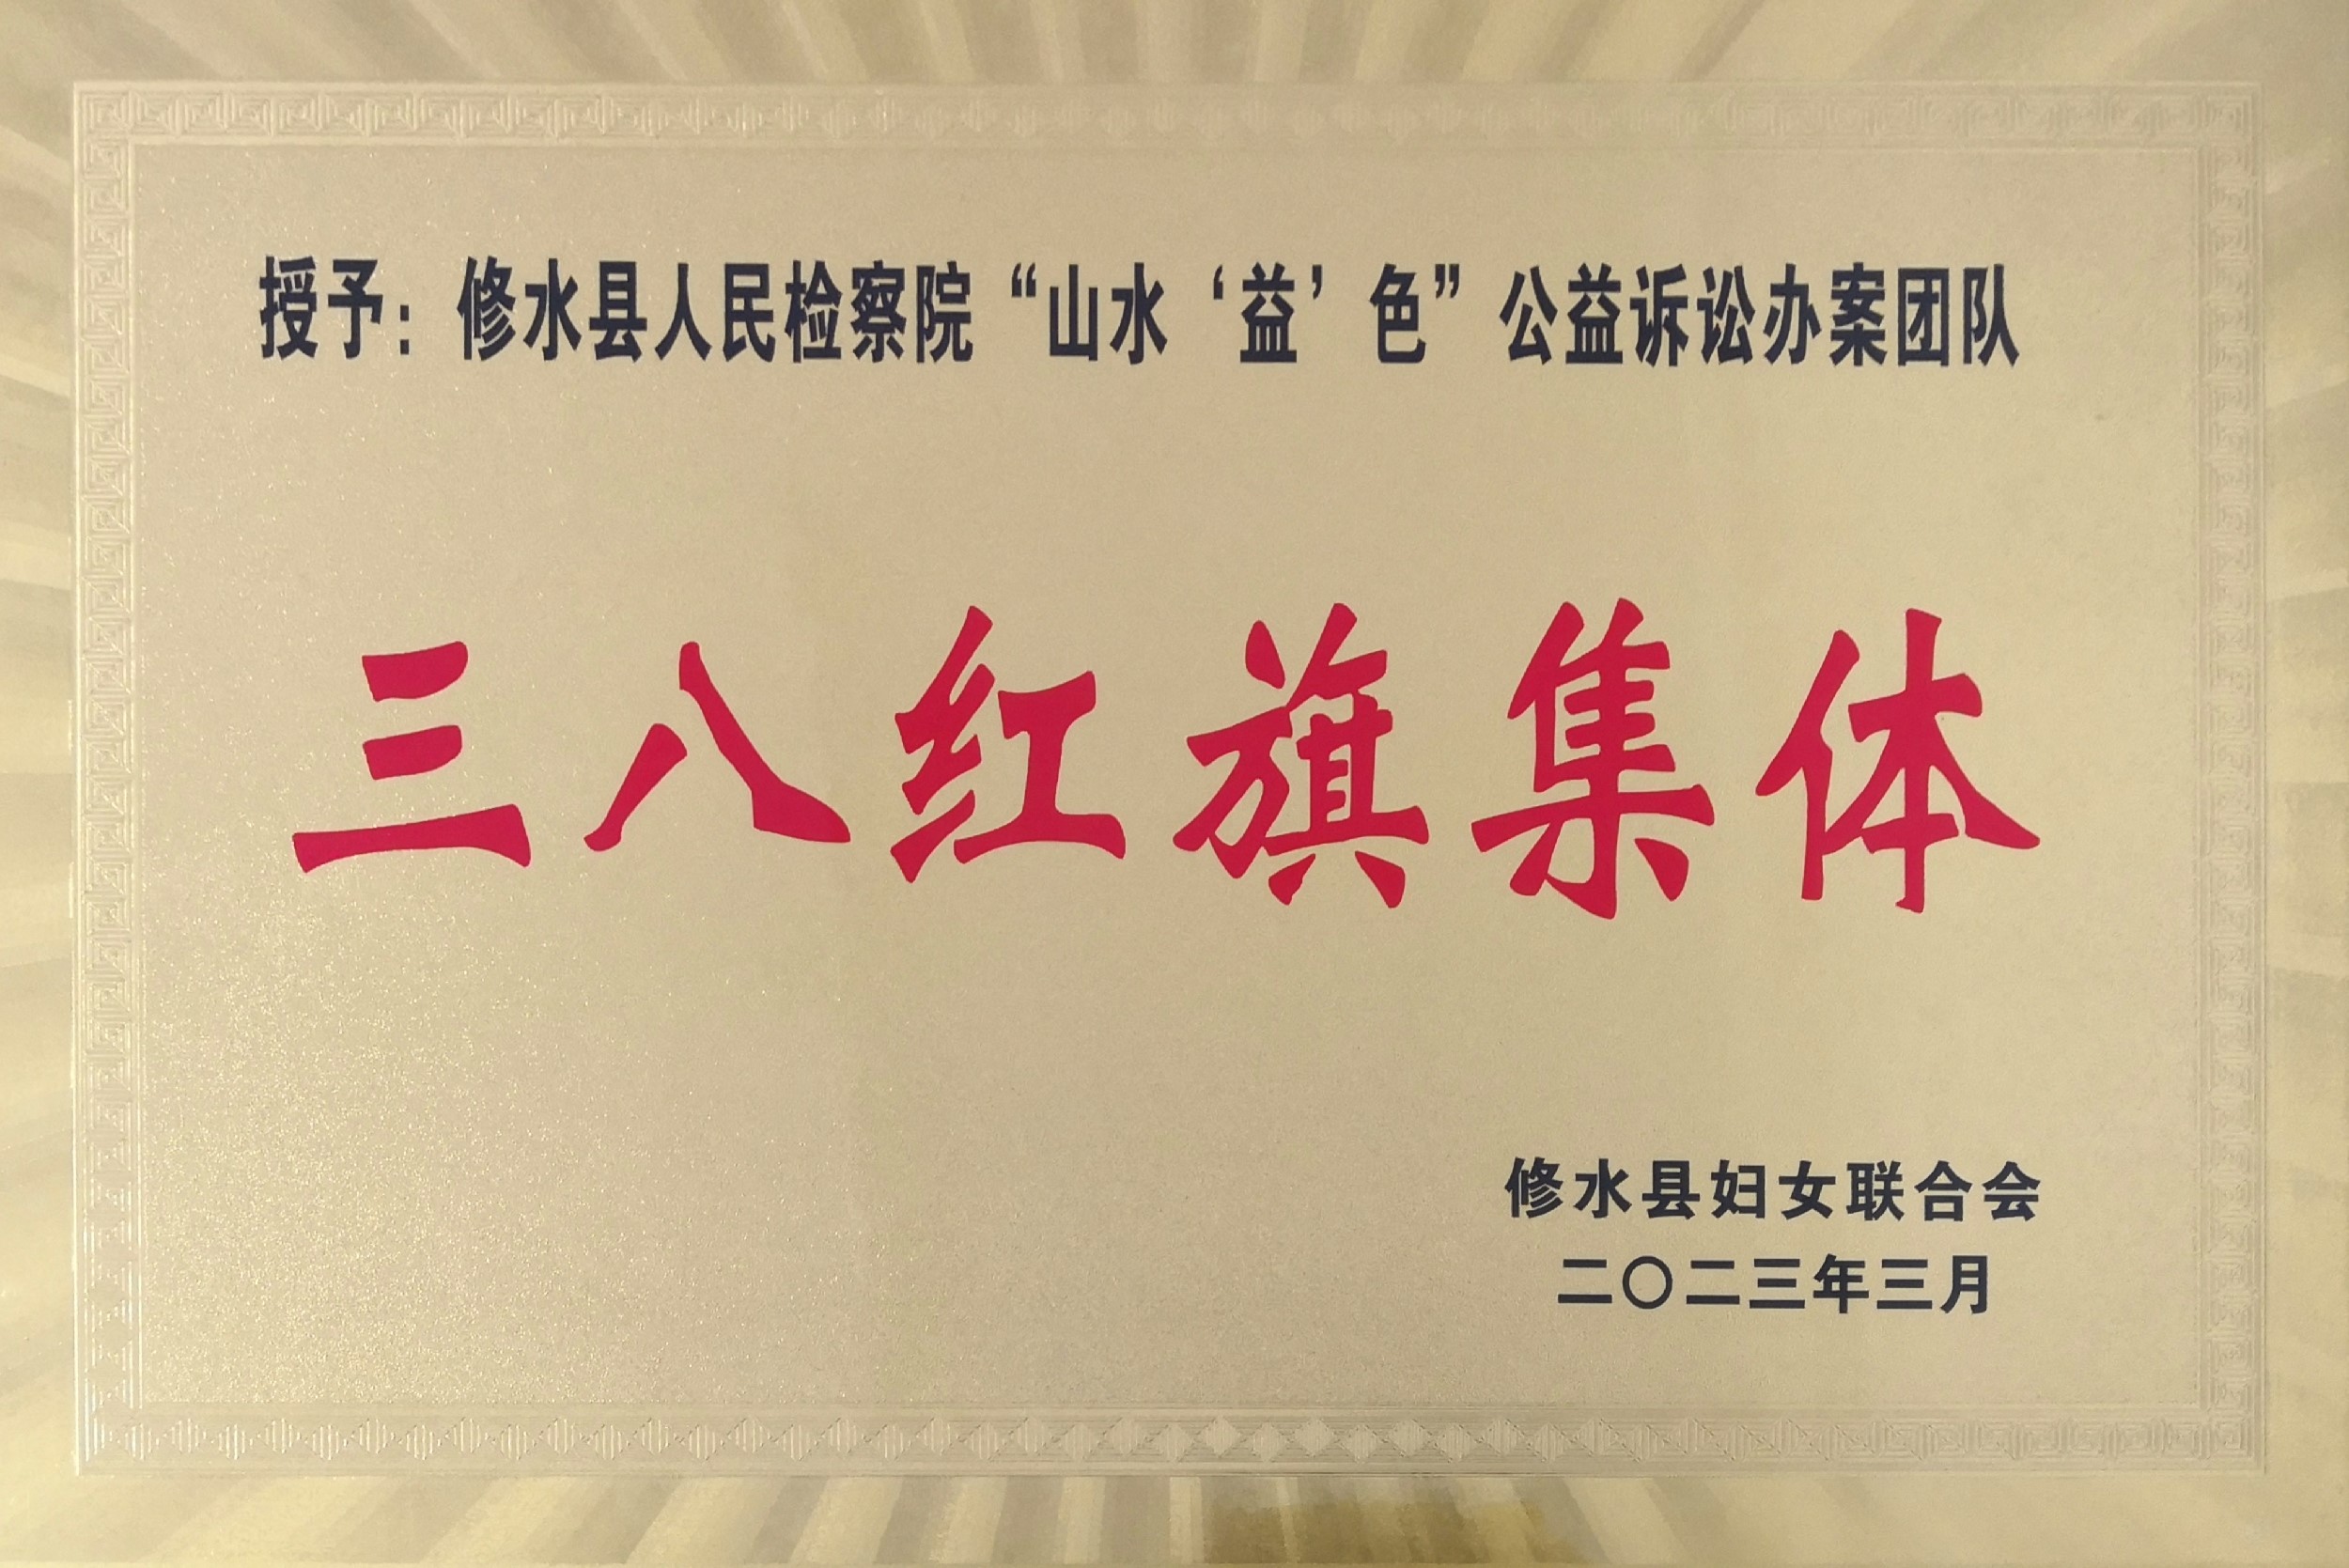 授予：修水县人民检察院“山水‘益’色”公益诉讼办案团队
三八红旗集体
修水县妇女联合会
二〇二三年三月